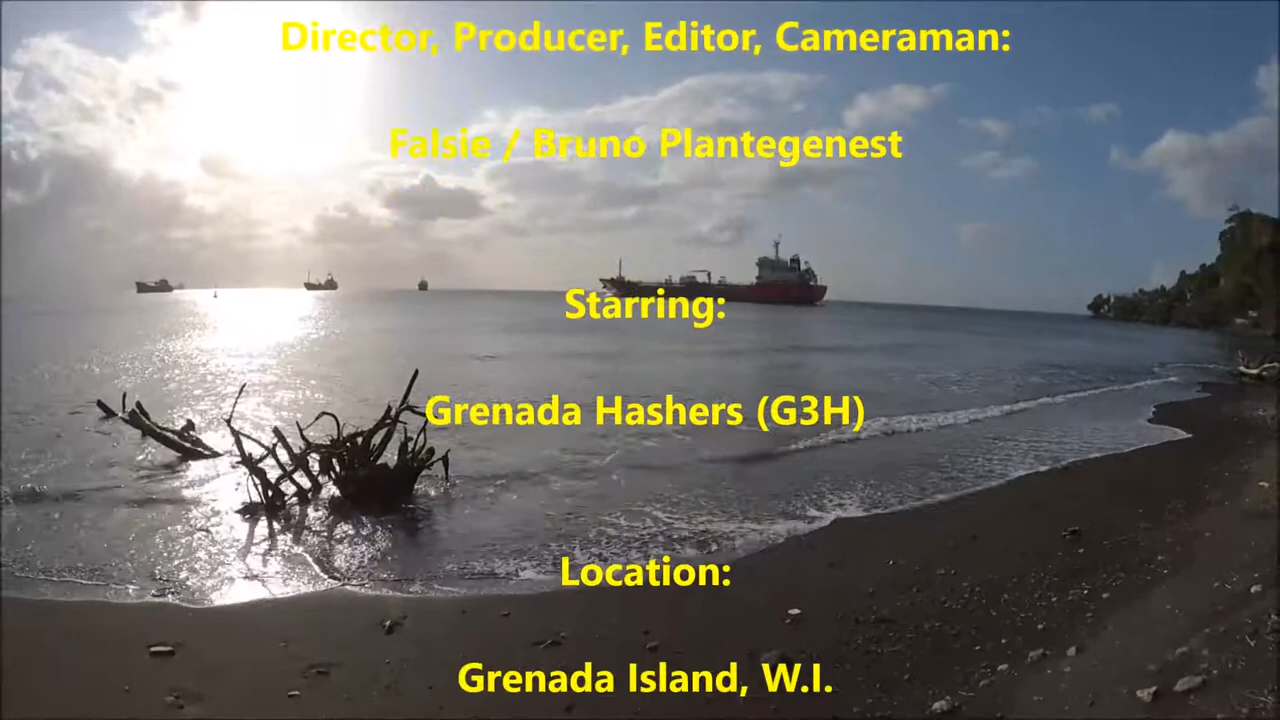 Director, Producer, Editor, Cameraman:
Falsie / Bruno Plantegenest
Starring:
Grenada Hashers (G3H)
Location:
Grenada Island, W.I.